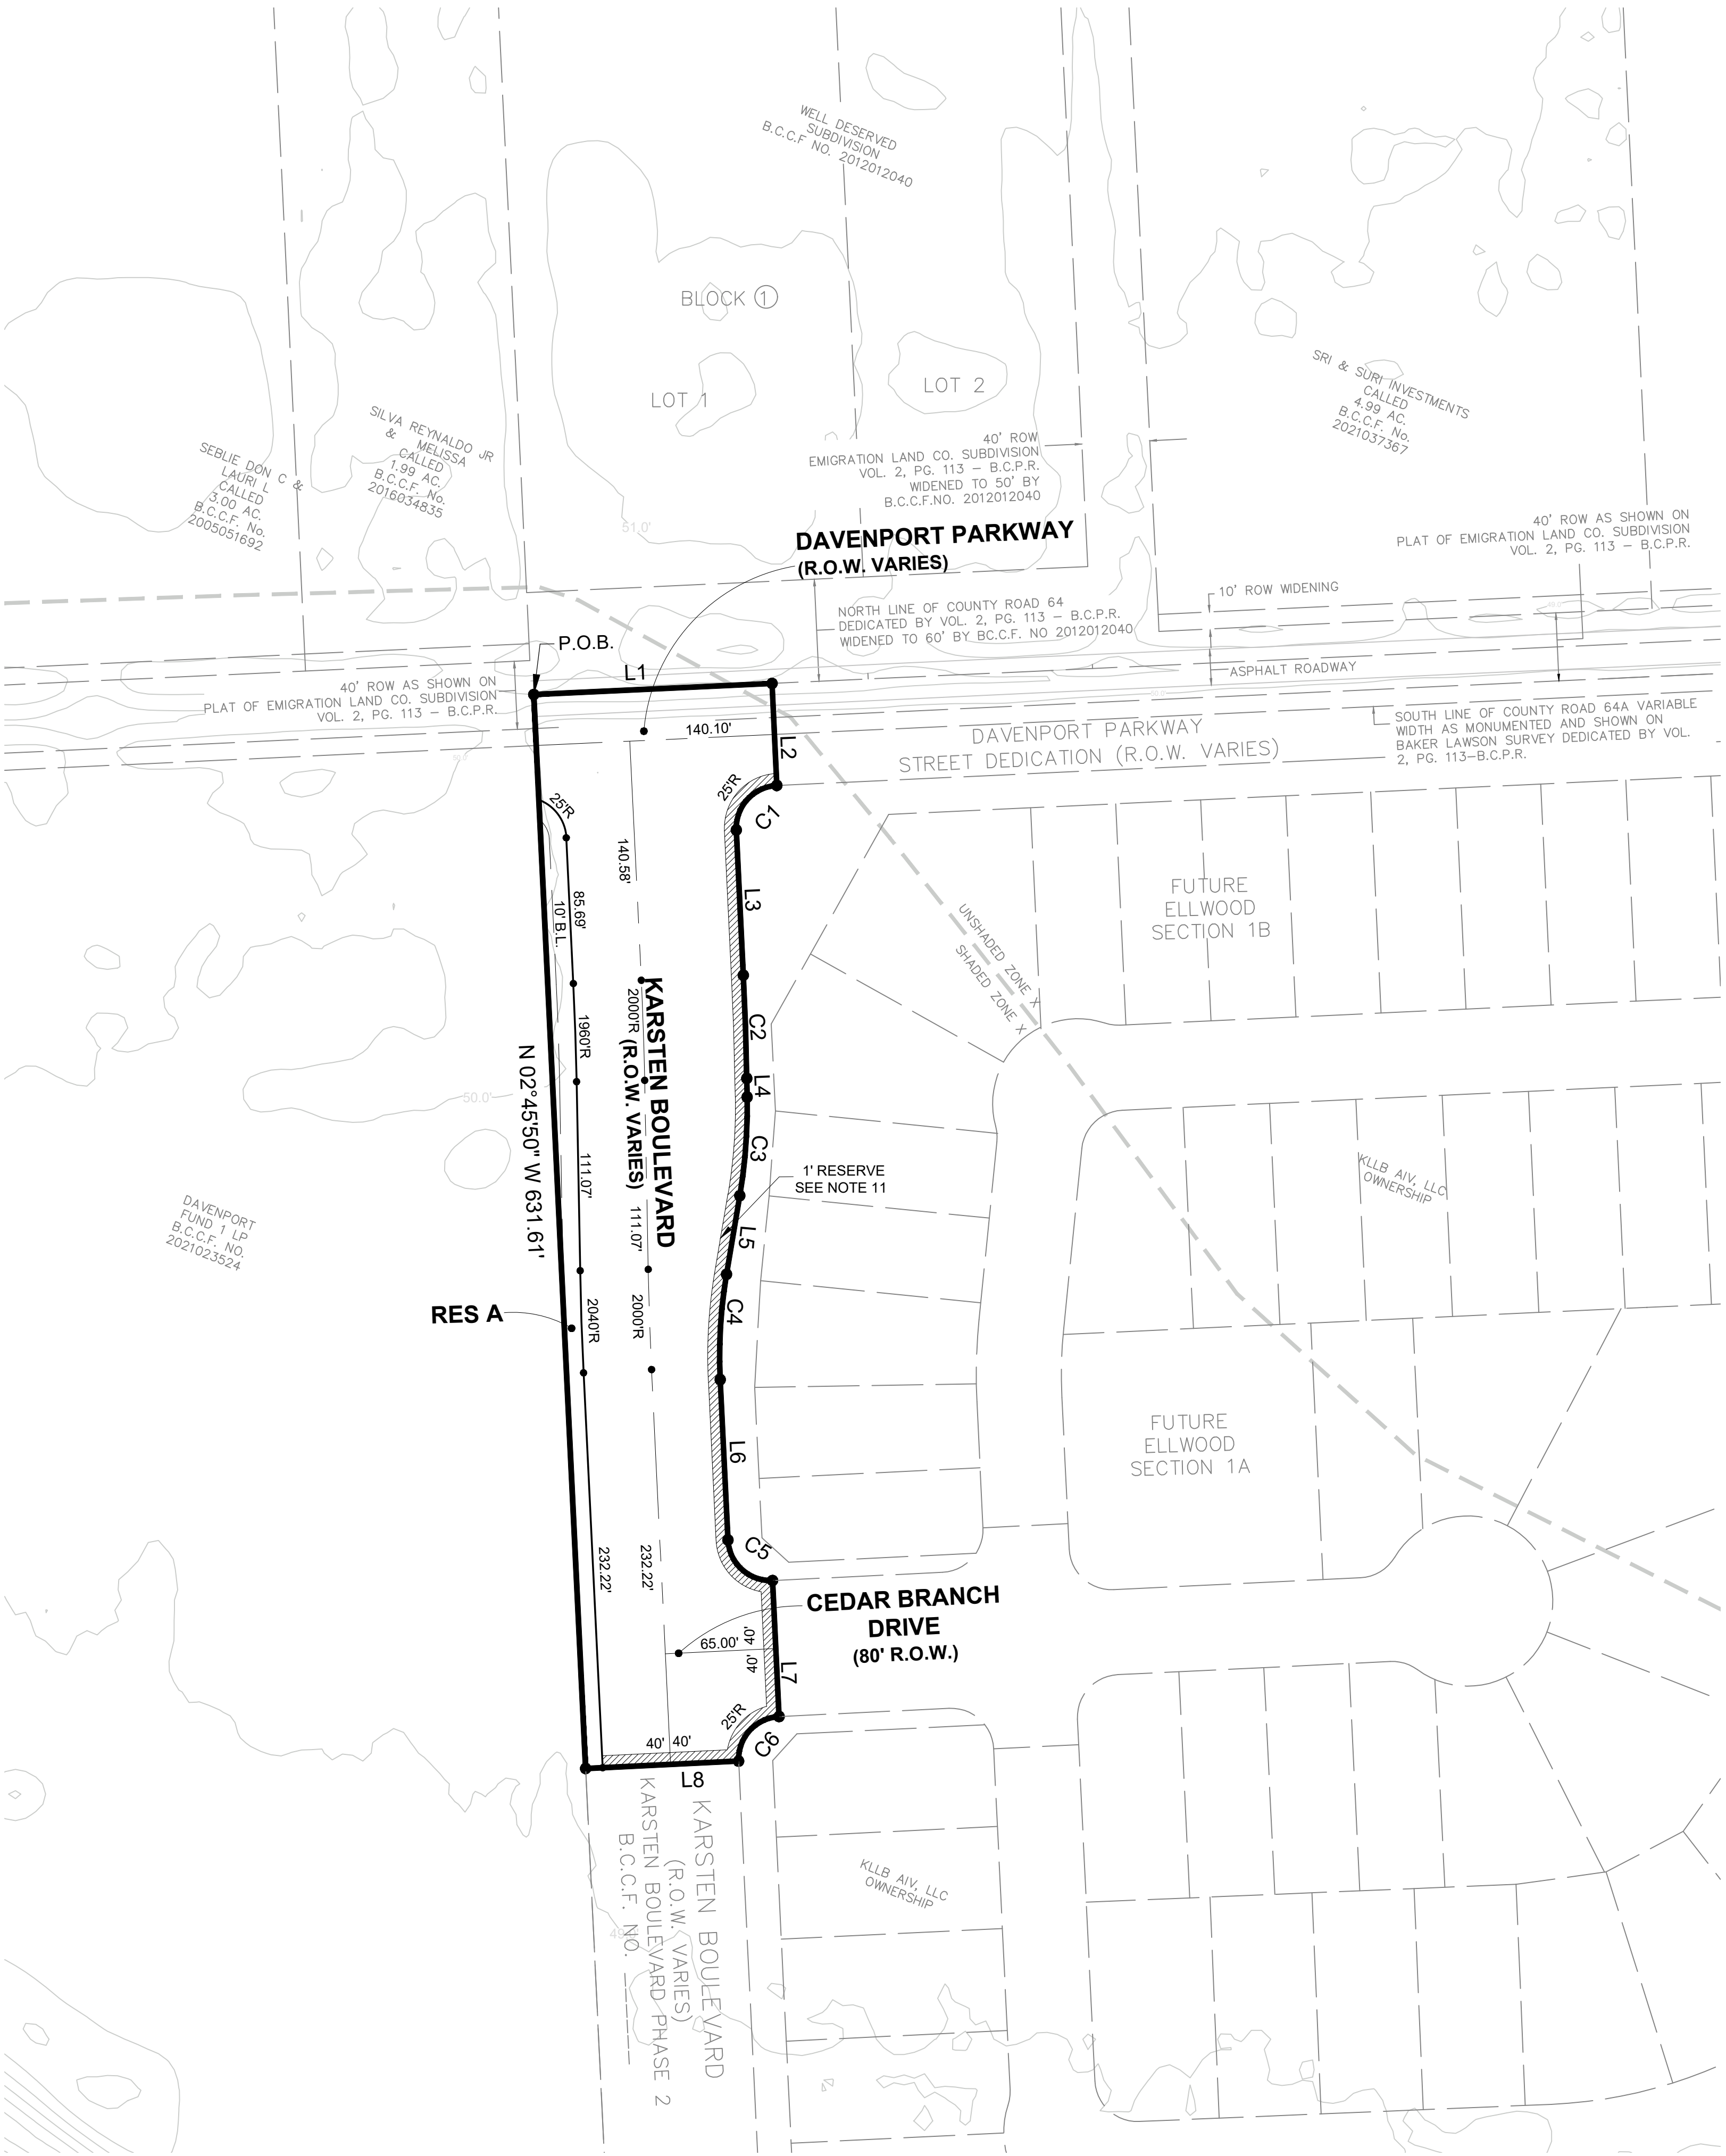 WELL DESERVED
SUBDIVISION
B.C.C.F NO. 2012012040
BLOCK 1
LOT 1
LOT 2
SRI & SURI INVESTMENTS
CALLED
4.99 AC.
B.C.C.F. No.
2021037367
SILVA REYNALDO JR
& MELISSA
CALLED
1.99 AC.
B.C.C.F. No.
2016034835
SEBLIE DON C &
LAURI L
CALLED
3.00 AC.
B.C.C.F. No.
2005051692
40' ROW
EMIGRATION LAND CO. SUBDIVISION
VOL. 2, PG. 113 – B.C.P.R.
WIDENED TO 50' BY
B.C.C.F.NO. 2012012040
51.0'
DAVENPORT PARKWAY
(R.O.W. VARIES)
40' ROW AS SHOWN ON
PLAT OF EMIGRATION LAND CO. SUBDIVISION
VOL. 2, PG. 113 – B.C.P.R.
10' ROW WIDENING
NORTH LINE OF COUNTY ROAD 64
DEDICATED BY VOL. 2, PG. 113 – B.C.P.R.
WIDENED TO 60' BY BC.C.F. NO 2012012040
P.O.B.
L1
ASPHALT ROADWAY
40' ROW AS SHOWN ON
PLAT OF EMIGRATION LAND CO. SUBDIVISION
VOL. 2, PG. 113 – B.C.P.R.
140.10'
L2
DAVENPORT PARKWAY
STREET DEDICATION (R.O.W. VARIES)
SOUTH LINE OF COUNTY ROAD 64A VARIABLE
WIDTH AS MONUMENTED AND SHOWN ON
BAKER LAWSON SURVEY DEDICATED BY VOL.
2, PG. 113-B.C.P.R.
25'R
25'R
C1
140.58'
85.69'
10' B.L.
L3
FUTURE
ELLWOOD
SECTION 1B
UNSHADED ZONE X
SHADED ZONE X
KARSTEN BOULEVARD
(R.O.W. VARIES)
2000'R
1960'R
C2
L4
C3
N 02°45'50" W 631.61'
50.0'
111.07'
111.07'
1' RESERVE
SEE NOTE 11
KLLB AIV, LLC
OWNERSHIP
DAVENPORT
FUND 1 LP
B.C.C.F. NO.
2021023524
L5
RES A
2040'R
2000'R
C4
L6
FUTURE
ELLWOOD
SECTION 1A
232.22'
232.22'
C5
CEDAR BRANCH
DRIVE
(80' R.O.W.)
65.00'
40'
40'
L7
25'R
C6
40'
40'
L8
KARSTEN BOULEVARD
(R.O.W. VARIES)
KARSTEN BOULEVARD PHASE 2
B.C.C.F. NO. ________
KLLB AIV, LLC
OWNERSHIP